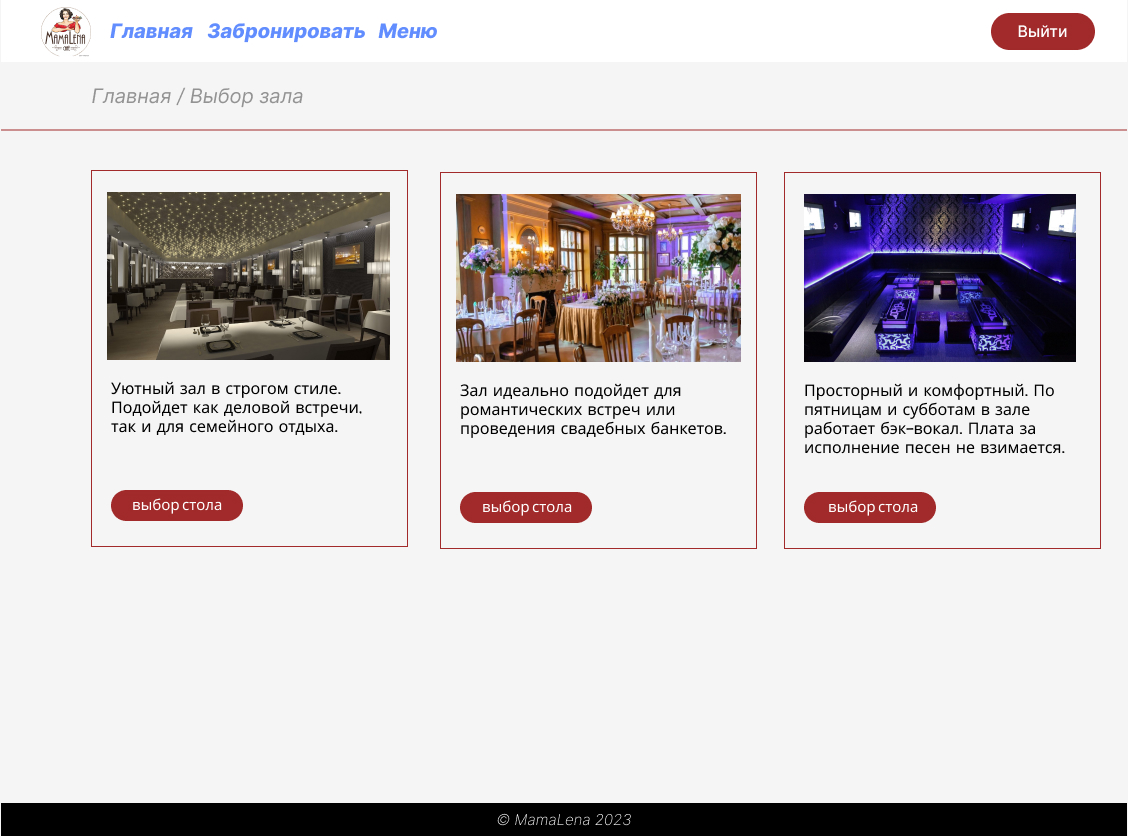 MAMALENA
CAFE
Главная Забронировать Меню
Выйти
Главная / Выбор зала
Уютный зал в строгом стиле.
Подойдет как деловой встречи.
так и для семейного отдыха.
выбор стола
Зал идеально подойдет для
романтических встреч или
проведения свадебных банкетов.
выбор стола
Просторный и комфортный. По
пятницам и субботам в зале
работает бэк-вокал. Плата за
исполнение песен не взимается.
выбор стола
© MamaLena 2023